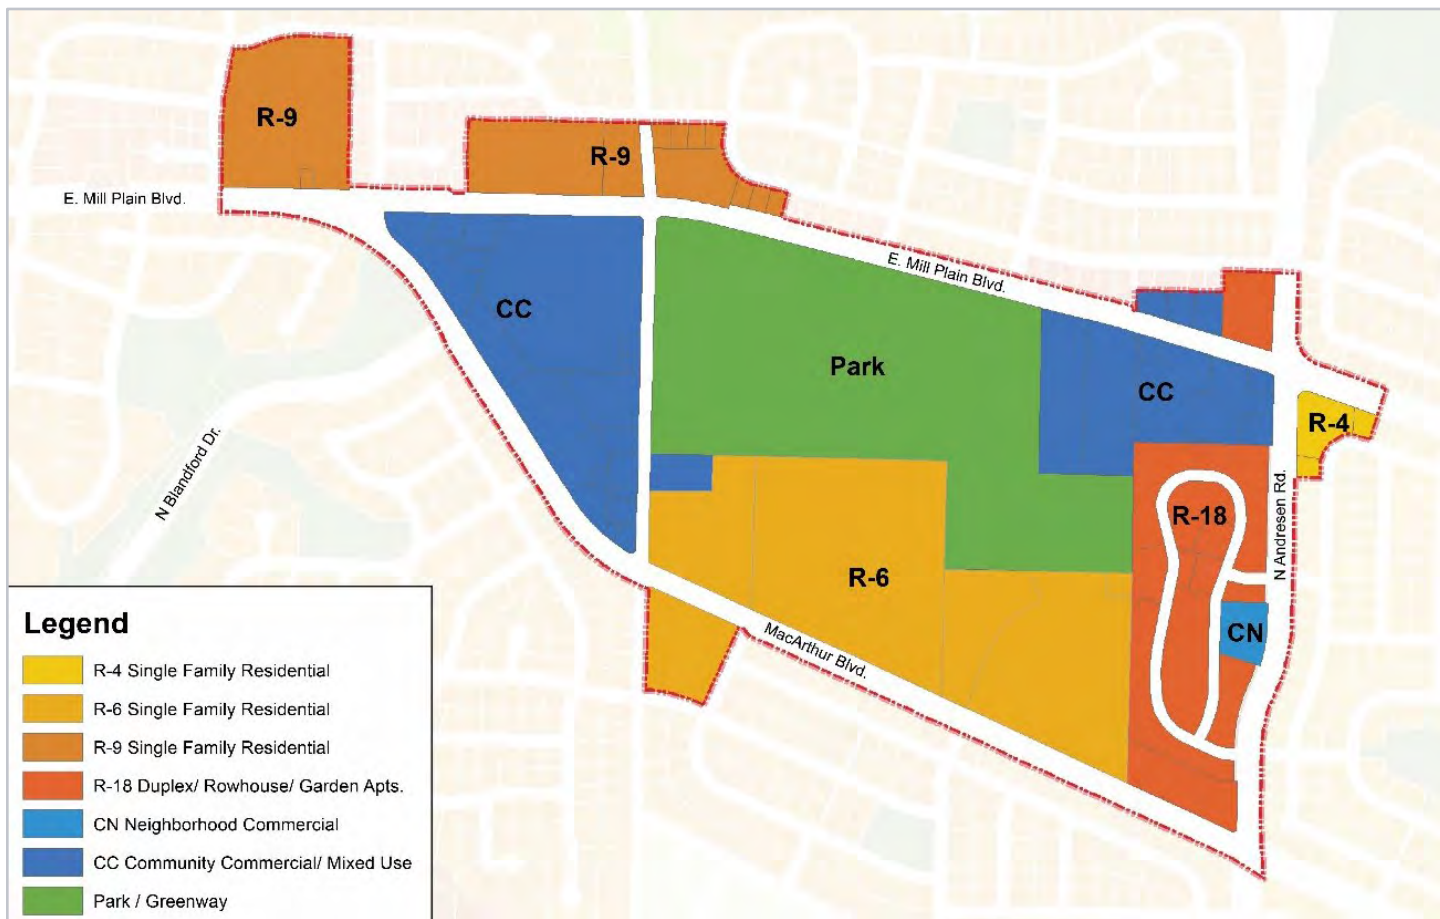 R-9
R-9
E. Mill Plain Blvd.
E. Mill Plain Blvd.
CC
Park
CC
R-4
N Blandford Dr.
R-18
N Andresen Rd.
R-6
CN
MacArthur Blvd.
Legend
R-4 Single Family Residential
R-6 Single Family Residential
R-9 Single Family Residential
R-18 Duplex/ Rowhouse/ Garden Apts.
CN Neighborhood Commercial
CC Community Commercial/ Mixed Use
Park / Greenway